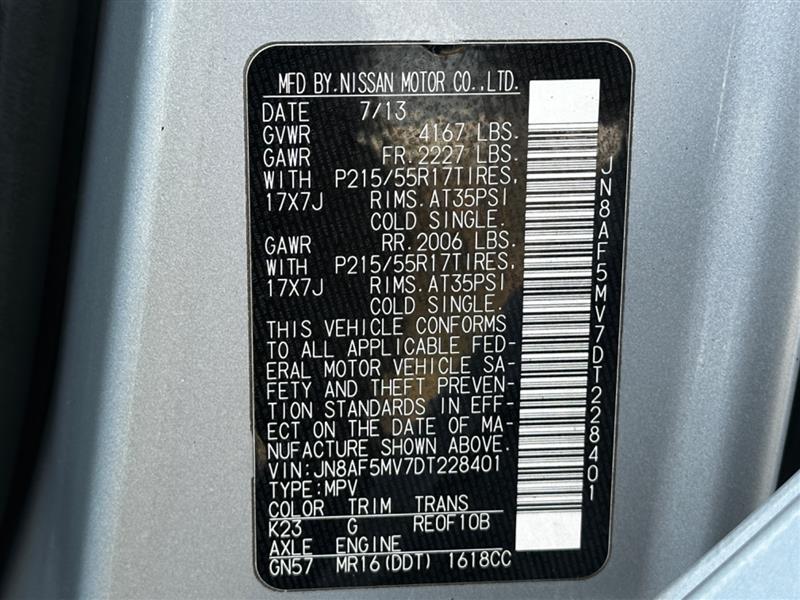 MFD BY.NISSAN MOTOR CO.,LTD.
DATE 7/13
GVWR 4167 LBS.
GAWR FR.2227 LBS.
WITH P215/55R17TIRES,
17X7J RIMS.AT35PSI
COLD SINGLE.
GAWR RR.2006 LBS.
WITH P215/55R17TIRES,
17X7J RIMS.AT35PSI
COLD SINGLE.
THIS VEHICLE CONFORMS
TO ALL APPLICABLE FED-
ERAL MOTOR VEHICLE SA-
FETY AND THEFT PREVEN-
TION STANDARDS IN EFF-
ECT ON THE DATE OF MA-
NUFACTURE SHOWN ABOVE.
VIN:JN8AF5MV7DT228401
TYPE:MPV
COLOR TRIM TRANS
K23 G RE0F10B
AXLE ENGINE
GN57 MR16(DDT) 1618CC
JN8AF5MV7DT228401